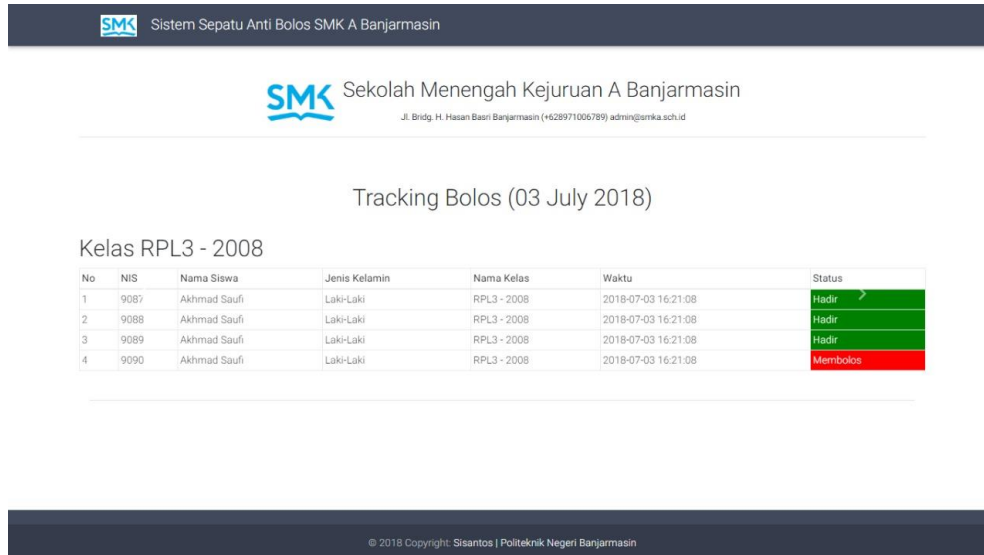 SMK Sistem Sepatu Anti Bolos SMK A Banjarmasin
SMK Sekolah Menengah Kejuruan A Banjarmasin
Jl. Bridg. H. Hasan Basri Banjarmasin (+628971006789) admin@smka.sch.id
Tracking Bolos (03 July 2018)
Kelas RPL3 - 2008
No NIS Nama Siswa Jenis Kelamin Nama Kelas Waktu Status
1 9087 Akhmad Saufi Laki-Laki RPL3 - 2008 2018-07-03 16:21:08 Hadir
2 9088 Akhmad Saufi Laki-Laki RPL3 - 2008 2018-07-03 16:21:08 Hadir
3 9089 Akhmad Saufi Laki-Laki RPL3 - 2008 2018-07-03 16:21:08 Hadir
4 9090 Akhmad Saufi Laki-Laki RPL3 - 2008 2018-07-03 16:21:08 Membolos
© 2018 Copyright: Sisantos | Politeknik Negeri Banjarmasin